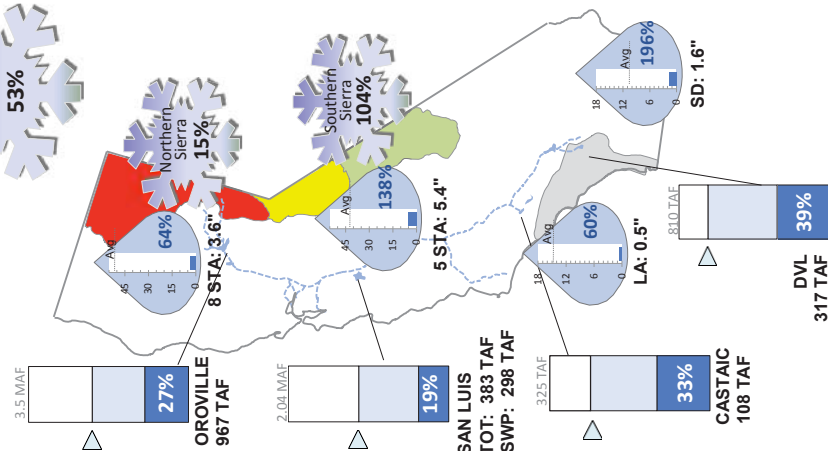 53%
Northern
Sierra
15%
Southern
Sierra
104%
Avg
45
30
15
0
64%
8 STA: 3.6"
Avg
45
30
15
0
138%
5 STA: 5.4"
Avg
18
12
6
0
60%
LA: 0.5"
Avg
18
12
6
0
196%
SD: 1.6"
3.5 MAF
27%
OROVILLE
967 TAF
2.04 MAF
19%
SAN LUIS
TOT: 383 TAF
SWP: 298 TAF
325 TAF
33%
CASTAIC
108 TAF
810 TAF
39%
DVL
317 TAF